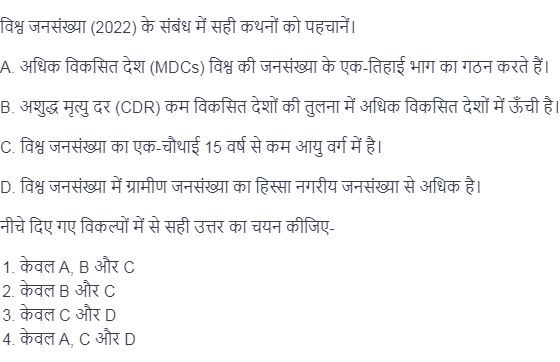 विश्व जनसंख्या (2022) के संबंध में सही कथनों को पहचानें।
A. अधिक विकसित देश (MDCs) विश्व की जनसंख्या के एक-तिहाई भाग का गठन करते हैं।
B. अशुद्ध मृत्यु दर (CDR) कम विकसित देशों की तुलना में अधिक विकसित देशों में ऊँची है।
C. विश्व जनसंख्या का एक-चौथाई 15 वर्ष से कम आयु वर्ग में है।
D. विश्व जनसंख्या में ग्रामीण जनसंख्या का हिस्सा नगरीय जनसंख्या से अधिक है।
नीचे दिए गए विकल्पों में से सही उत्तर का चयन कीजिए-
1. केवल A, B और C
2. केवल B और C
3. केवल C और D
4. केवल A, C और D